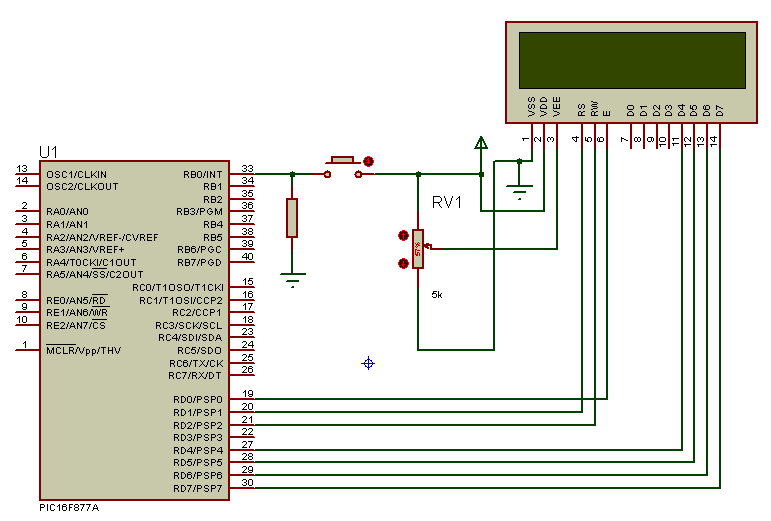 VSS VDD VEE RS RW E D0 D1 D2 D3 D4 D5 D6 D7
1 2 3 4 5 6 7 8 9 10 11 12 13 14
U1
13 OSC1/CLKIN
14 OSC2/CLKOUT
2 RA0/AN0
3 RA1/AN1
4 RA2/AN2/VREF-/CVREF
5 RA3/AN3/VREF+
6 RA4/T0CKI/C1OUT
7 RA5/AN4/SS/C2OUT
8 RE0/AN5/RD
9 RE1/AN6/WR
10 RE2/AN7/CS
1 MCLR/Vpp/THV
RB0/INT 33
RB1 34
RB2 35
RB3/PGM 36
RB4 37
RB5 38
RB6/PGC 39
RB7/PGD 40
RC0/T1OSO/T1CKI 15
RC1/T1OSI/CCP2 16
RC2/CCP1 17
RC3/SCK/SCL 18
RC4/SDI/SDA 23
RC5/SDO 24
RC6/TX/CK 25
RC7/RX/DT 26
RD0/PSP0 19
RD1/PSP1 20
RD2/PSP2 21
RD3/PSP3 22
RD4/PSP4 27
RD5/PSP5 28
RD6/PSP6 29
RD7/PSP7 30
PIC16F877A
RV1
5k